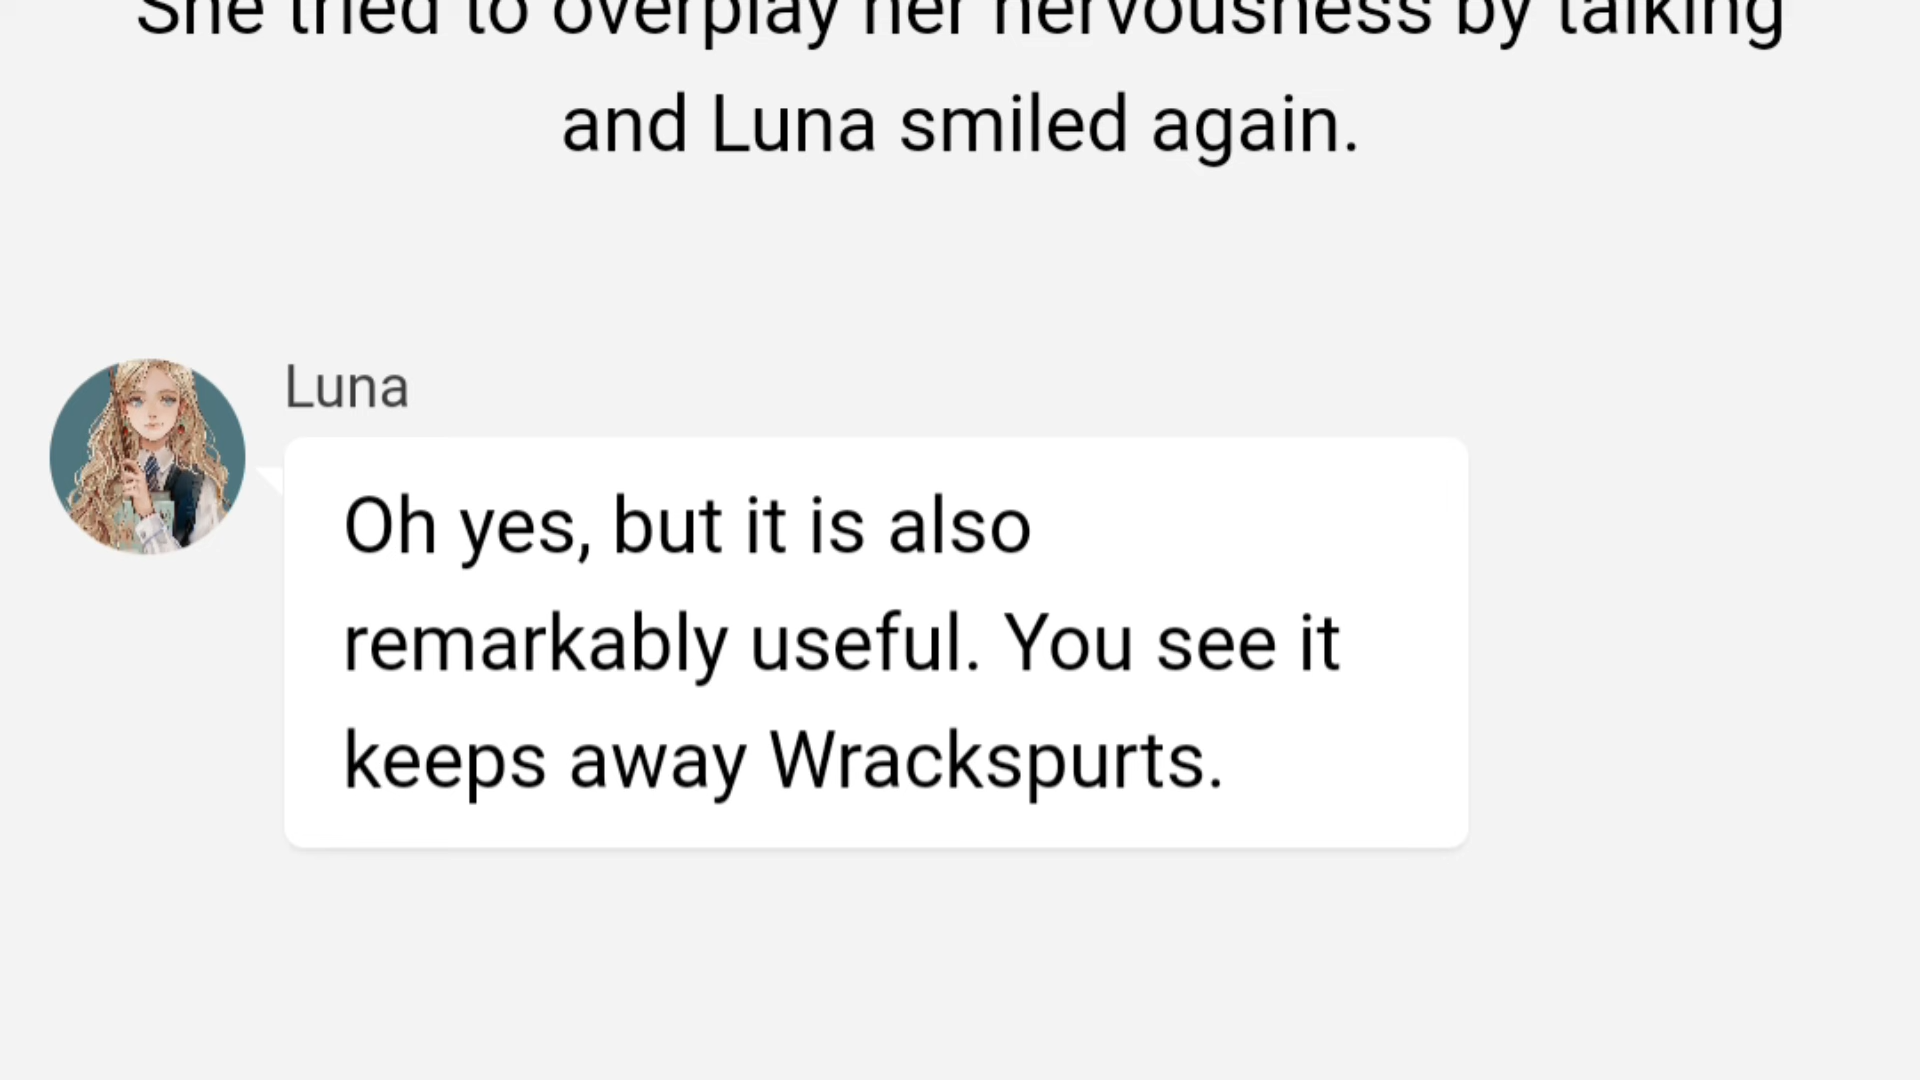 She tried to overplay her nervousness by talking
and Luna smiled again.
Luna
Oh yes, but it is also
remarkably useful. You see it
keeps away Wrackspurts.